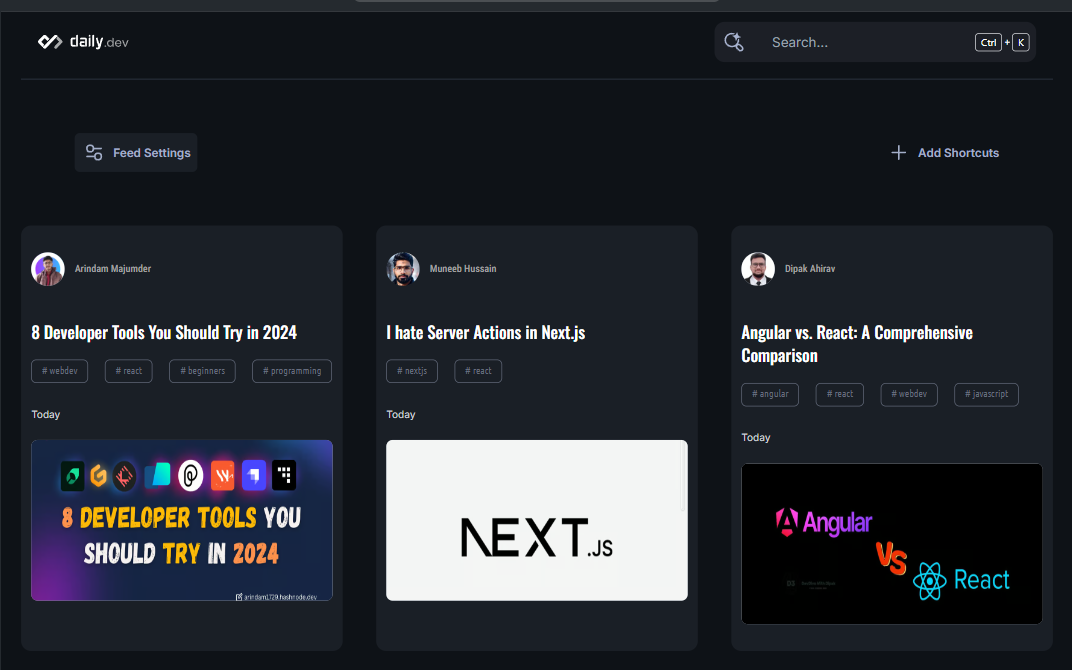 daily.dev
Search...
Ctrl + K
Feed Settings
Add Shortcuts
Arindam Majumder
8 Developer Tools You Should Try in 2024
# webdev # react # beginners # programming
Today
8 DEVELOPER TOOLS YOU
SHOULD TRY IN 2024
arindam1729.hashnode.dev
Muneeb Hussain
I hate Server Actions in Next.js
# nextjs # react
Today
NEXT.JS
Dipak Ahirav
Angular vs. React: A Comprehensive
Comparison
# angular # react # webdev # javascript
Today
Angular
VS
React